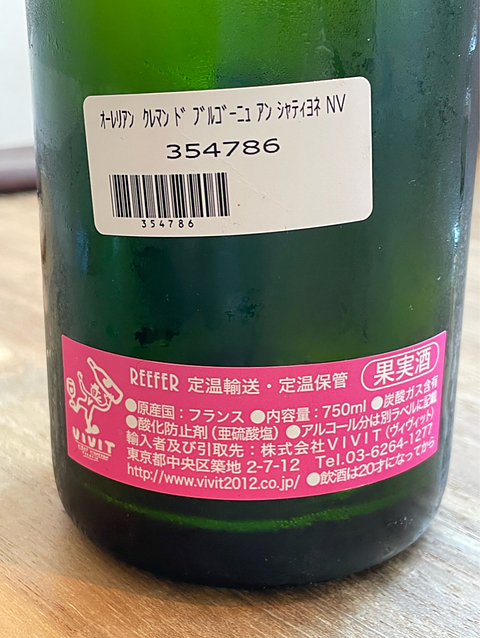 ｵｰﾚﾘｱﾝ ｸﾚﾏﾝ ﾄﾞ ﾌﾞﾙｺﾞｰﾆｭ ｱﾝ ｼｬﾃｨﾖﾈ NV
354786
354786
REEFER 定温輸送・定温保管 果実酒
●原産国：フランス ●内容量：750ml ●炭酸ガス含有
●酸化防止剤（亜硫酸塩） ●アルコール分は別ラベルに記載
輸入者及び引取先：株式会社ＶＩＶＩＴ（ヴィヴィット）
東京都中央区築地 2-7-12 Tel.03-6264-1277
http://www.vivit2012.co.jp/ ●飲酒は20才になってから
VIVIT